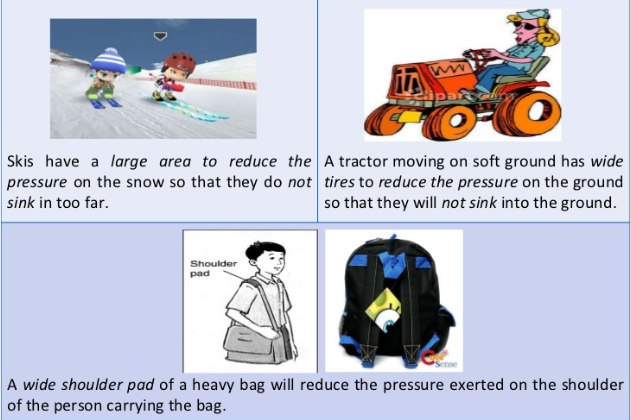 Skis have a large area to reduce the
pressure on the snow so that they do not
sink in too far.
A tractor moving on soft ground has wide
tires to reduce the pressure on the ground
so that they will not sink into the ground.
Shoulder
pad
Sense
A wide shoulder pad of a heavy bag will reduce the pressure exerted on the shoulder
of the person carrying the bag.